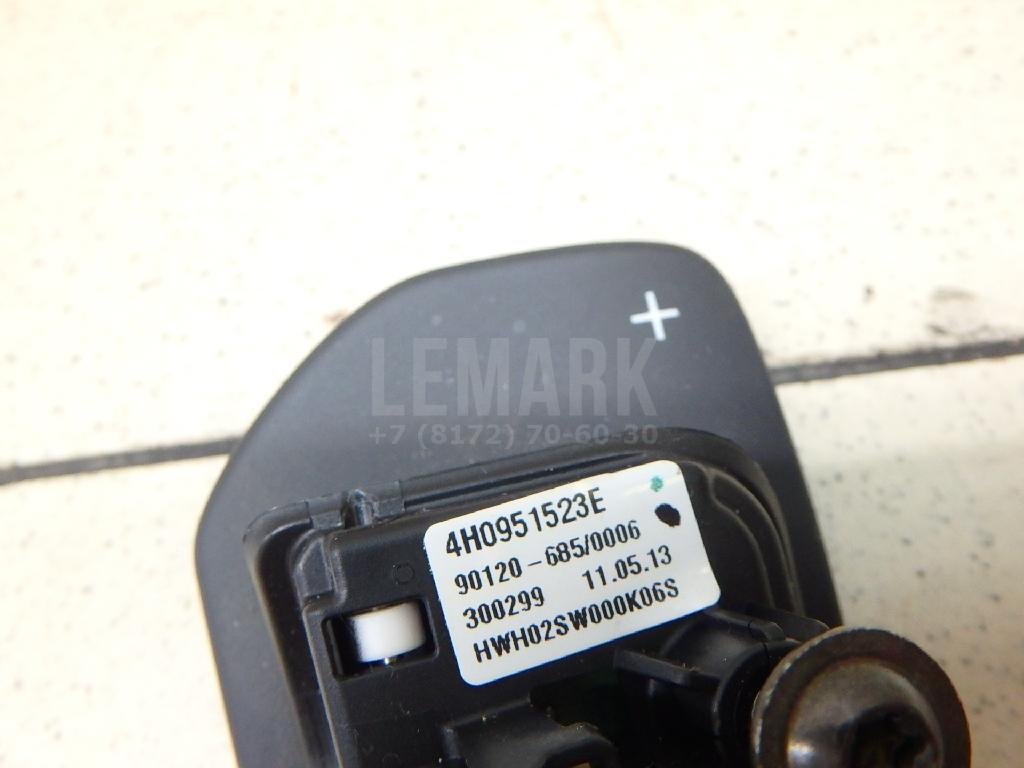 +
LEMARK
+7 (8172) 70-60-30
4H0951523E
90120-685/0006
300299 11.05.13
HWH02SW000K06S